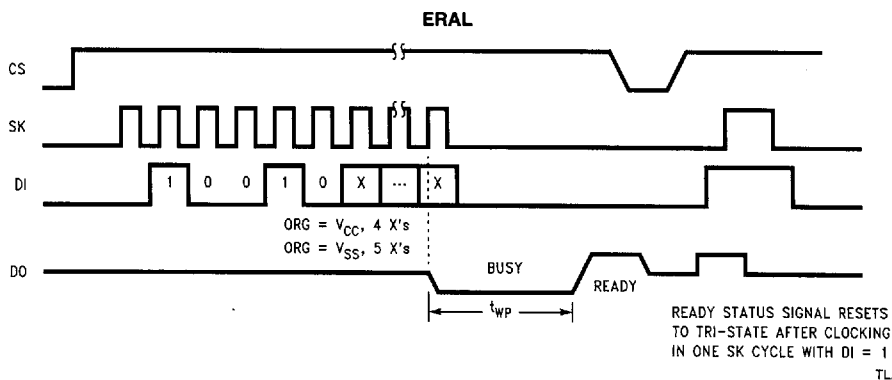 ERAL
CS
SK
DI 1 0 0 1 0 X ... X
ORG = VCC, 4 X's
ORG = VSS, 5 X's
DO BUSY READY
tWP
READY STATUS SIGNAL RESETS
TO TRI-STATE AFTER CLOCKING
IN ONE SK CYCLE WITH DI = 1
TL